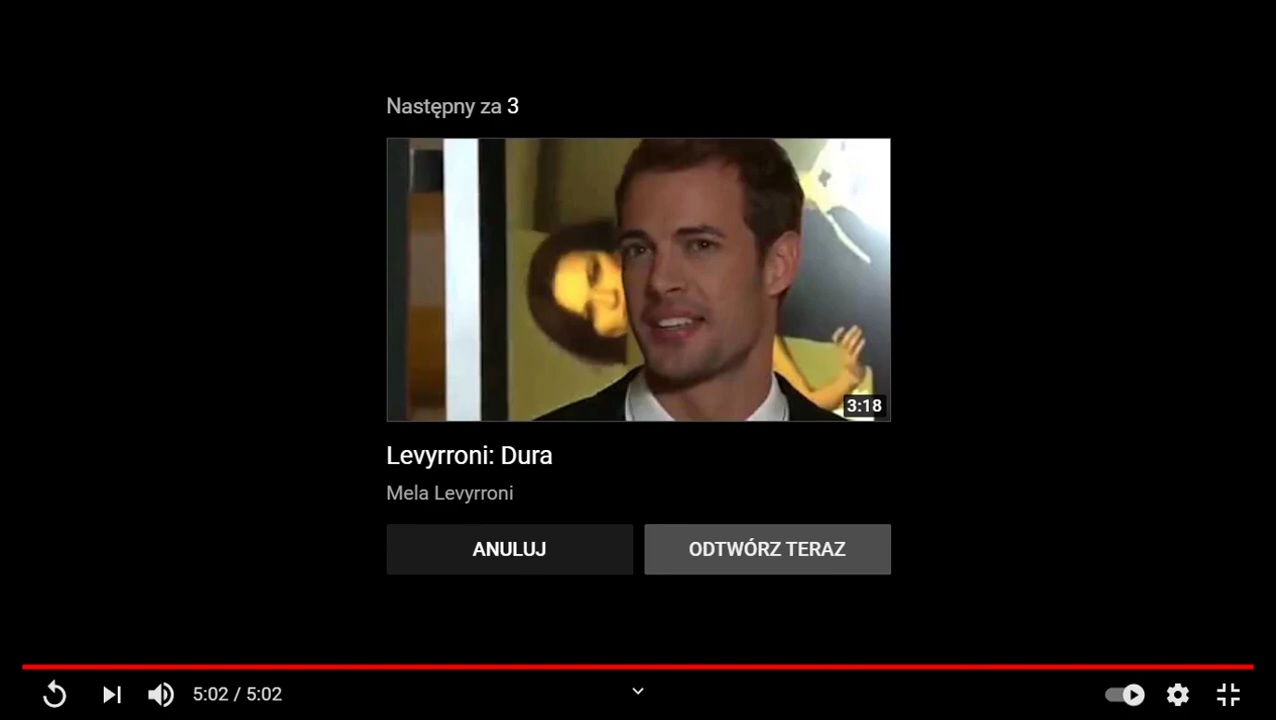 Następny za 3
3:18
Levyrroni: Dura
Mela Levyrroni
ANULUJ
ODTWÓRZ TERAZ
5:02 / 5:02